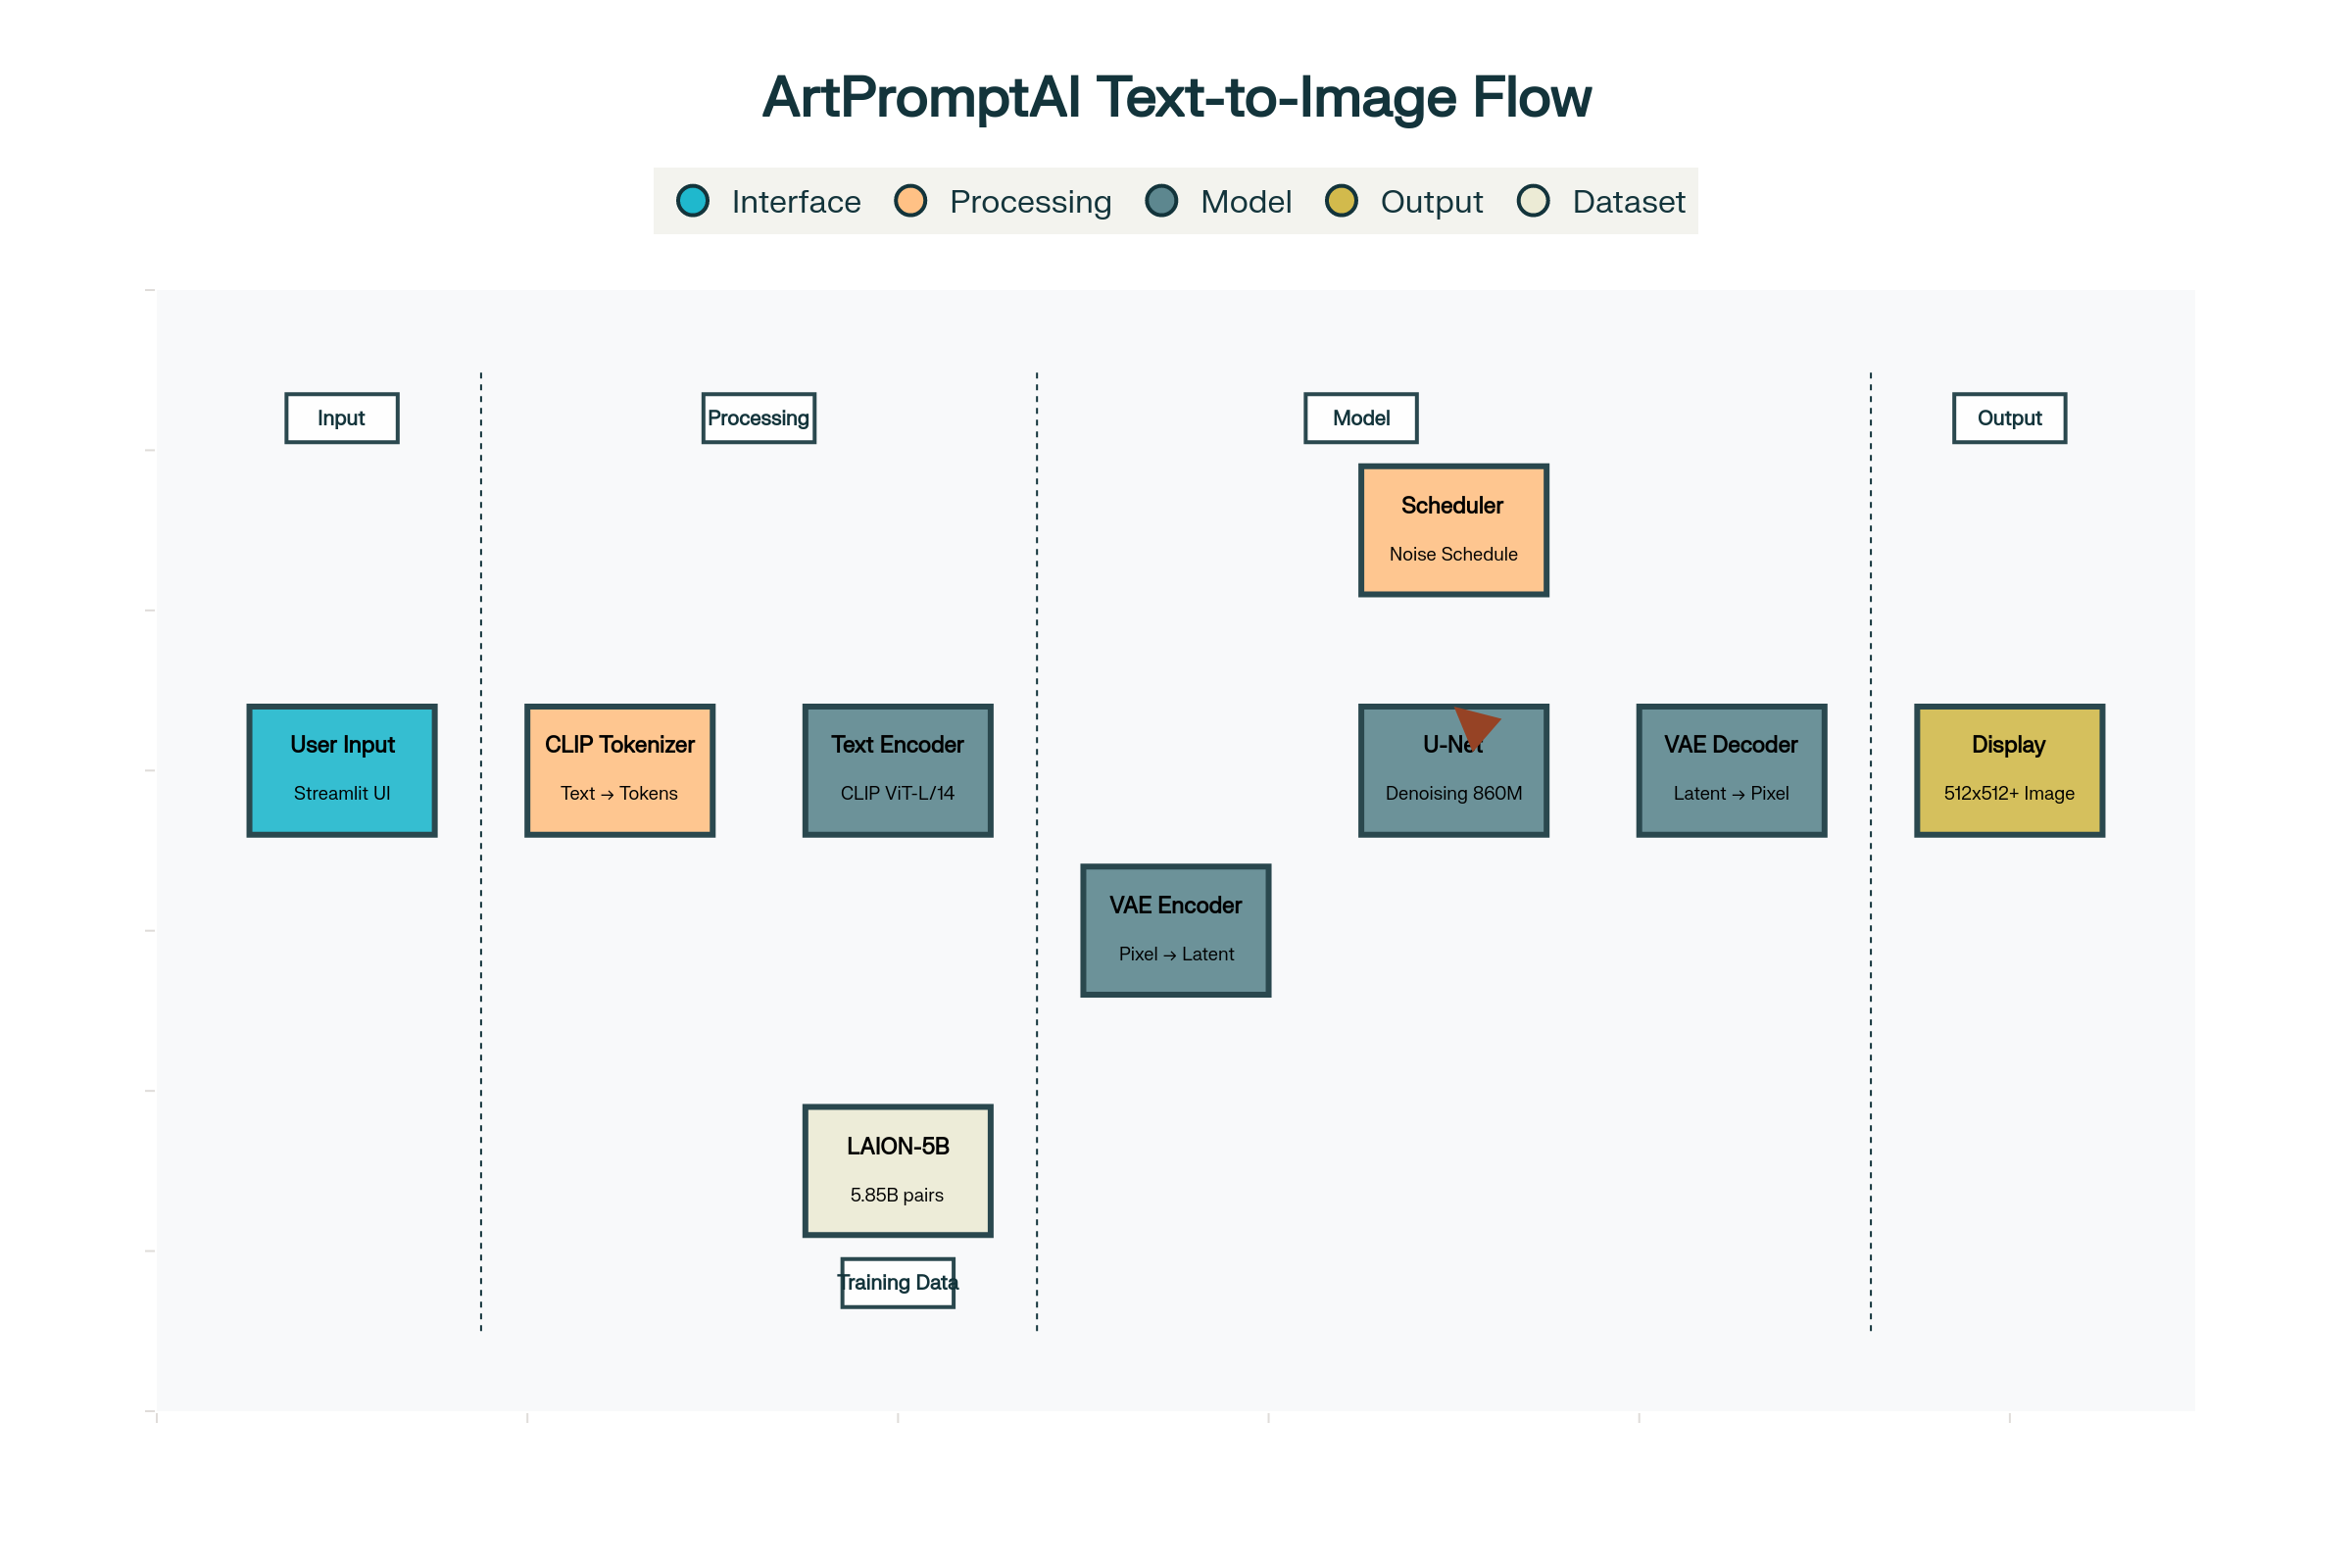 ArtPromptAI Text-to-Image Flow
Interface
Processing
Model
Output
Dataset
Input
Processing
Model
Output
Scheduler
Noise Schedule
User Input
Streamlit UI
CLIP Tokenizer
Text → Tokens
Text Encoder
CLIP ViT-L/14
U-Net
Denoising 860M
VAE Decoder
Latent → Pixel
Display
512x512+ Image
VAE Encoder
Pixel → Latent
LAION-5B
5.85B pairs
Training Data